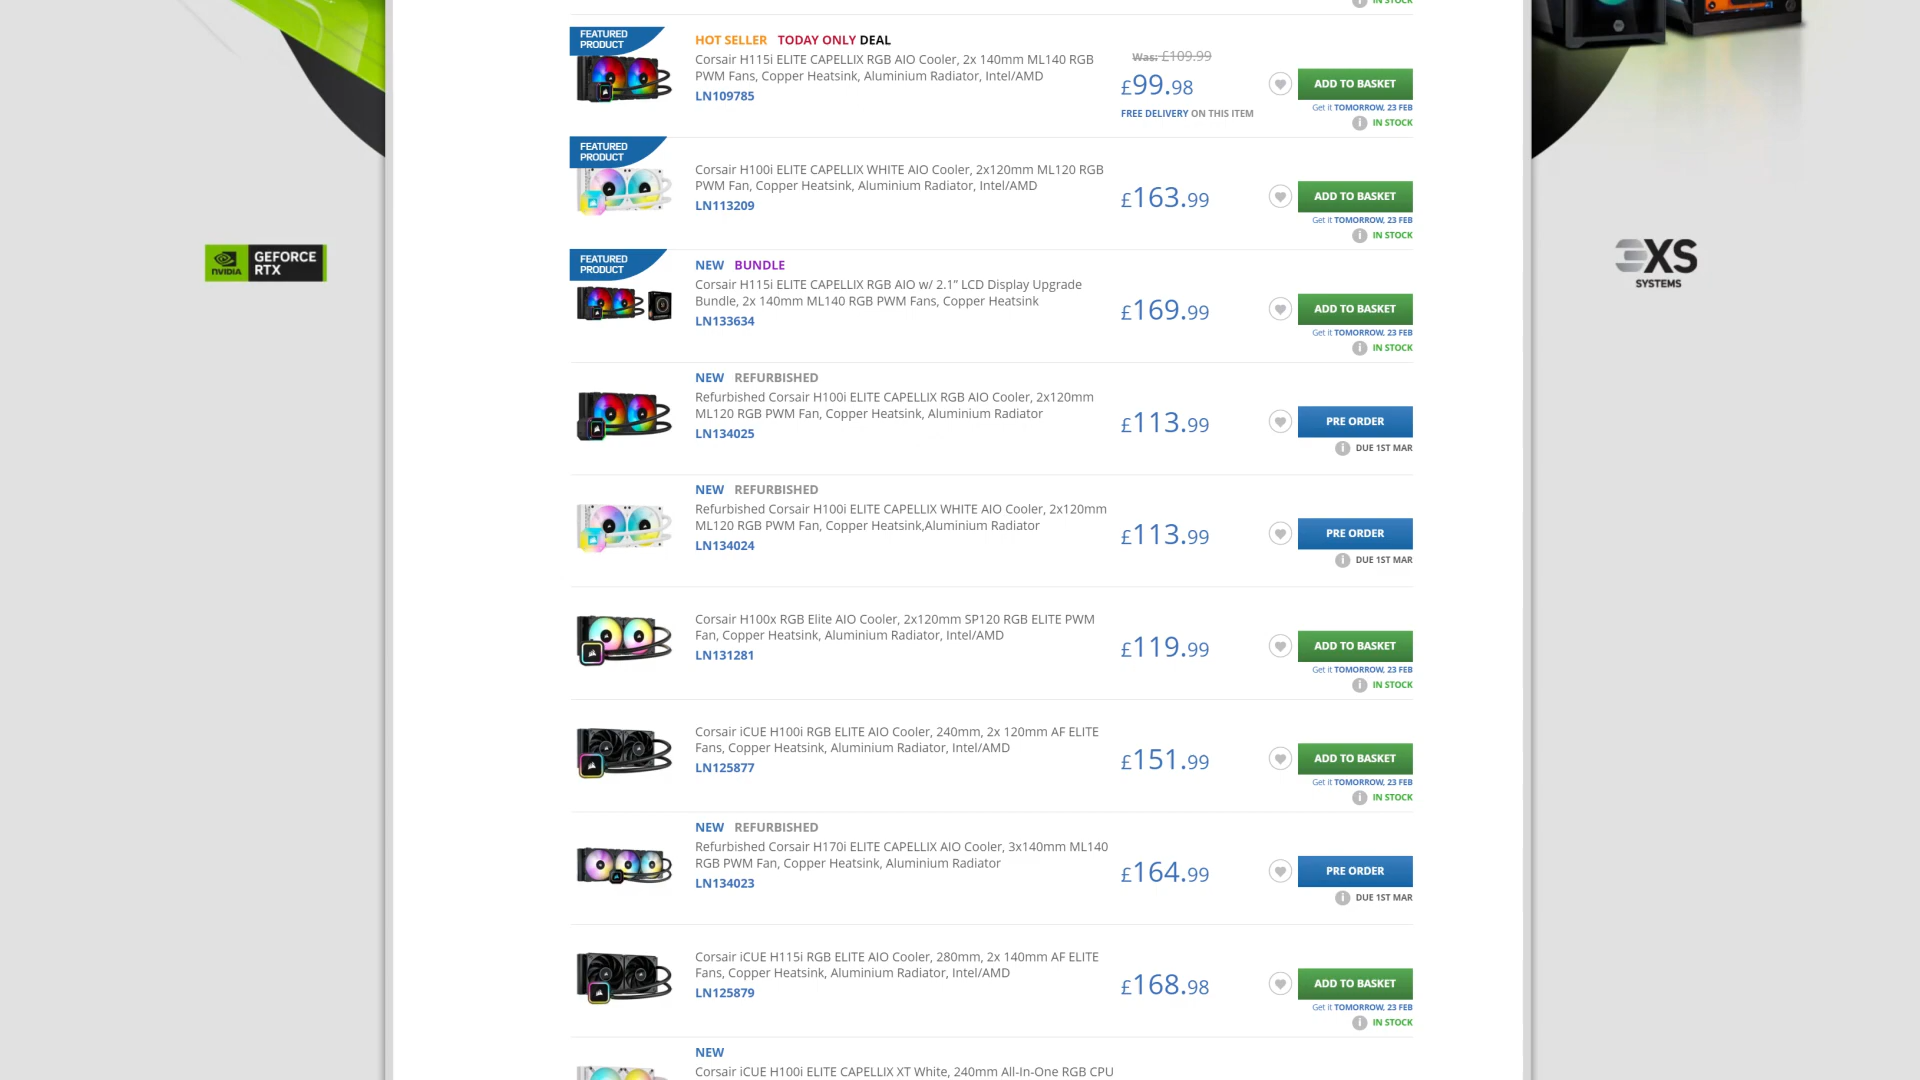 IN STOCK
FEATURED
PRODUCT
HOT SELLER TODAY ONLY DEAL
Corsair H115i ELITE CAPELLIX RGB AIO Cooler, 2x 140mm ML140 RGB
PWM Fans, Copper Heatsink, Aluminium Radiator, Intel/AMD
LN109785
Was: £109.99
£99.98
FREE DELIVERY ON THIS ITEM
ADD TO BASKET
Get it TOMORROW, 23 FEB
IN STOCK
FEATURED
PRODUCT
Corsair H100i ELITE CAPELLIX WHITE AIO Cooler, 2x120mm ML120 RGB
PWM Fan, Copper Heatsink, Aluminium Radiator, Intel/AMD
LN113209
£163.99
ADD TO BASKET
Get it TOMORROW, 23 FEB
IN STOCK
NVIDIA
GEFORCE
RTX
3XS
SYSTEMS
FEATURED
PRODUCT
NEW BUNDLE
Corsair H115i ELITE CAPELLIX RGB AIO w/ 2.1” LCD Display Upgrade
Bundle, 2x 140mm ML140 RGB PWM Fans, Copper Heatsink
LN133634
£169.99
ADD TO BASKET
Get it TOMORROW, 23 FEB
IN STOCK
NEW REFURBISHED
Refurbished Corsair H100i ELITE CAPELLIX RGB AIO Cooler, 2x120mm
ML120 RGB PWM Fan, Copper Heatsink, Aluminium Radiator
LN134025
£113.99
PRE ORDER
DUE 1ST MAR
NEW REFURBISHED
Refurbished Corsair H100i ELITE CAPELLIX WHITE AIO Cooler, 2x120mm
ML120 RGB PWM Fan, Copper Heatsink,Aluminium Radiator
LN134024
£113.99
PRE ORDER
DUE 1ST MAR
Corsair H100x RGB Elite AIO Cooler, 2x120mm SP120 RGB ELITE PWM
Fan, Copper Heatsink, Aluminium Radiator, Intel/AMD
LN131281
£119.99
ADD TO BASKET
Get it TOMORROW, 23 FEB
IN STOCK
Corsair iCUE H100i RGB ELITE AIO Cooler, 240mm, 2x 120mm AF ELITE
Fans, Copper Heatsink, Aluminium Radiator, Intel/AMD
LN125877
£151.99
ADD TO BASKET
Get it TOMORROW, 23 FEB
IN STOCK
NEW REFURBISHED
Refurbished Corsair H170i ELITE CAPELLIX AIO Cooler, 3x140mm ML140
RGB PWM Fan, Copper Heatsink, Aluminium Radiator
LN134023
£164.99
PRE ORDER
DUE 1ST MAR
Corsair iCUE H115i RGB ELITE AIO Cooler, 280mm, 2x 140mm AF ELITE
Fans, Copper Heatsink, Aluminium Radiator, Intel/AMD
LN125879
£168.98
ADD TO BASKET
Get it TOMORROW, 23 FEB
IN STOCK
NEW
Corsair iCUE H100i ELITE CAPELLIX XT White, 240mm All-In-One RGB CPU